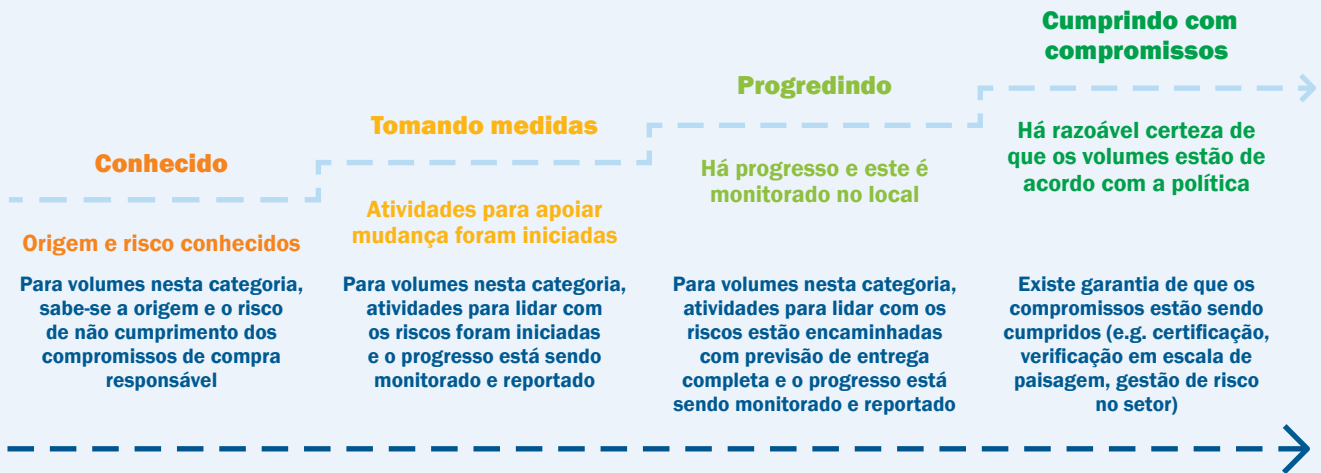 Conhecido
Origem e risco conhecidos
Para volumes nesta categoria,
sabe-se a origem e o risco
de não cumprimento dos
compromissos de compra
responsável
Tomando medidas
Atividades para apoiar
mudança foram iniciadas
Para volumes nesta categoria,
atividades para lidar com
os riscos foram iniciadas
e o progresso está sendo
monitorado e reportado
Progredindo
Há progresso e este é
monitorado no local
Para volumes nesta categoria,
atividades para lidar com os
riscos estão encaminhadas
com previsão de entrega
completa e o progresso está
sendo monitorado e reportado
Cumprindo com
compromissos
Há razoável certeza de
que os volumes estão de
acordo com a política
Existe garantia de que os
compromissos estão sendo
cumpridos (e.g. certificação,
verificação em escala de
paisagem, gestão de risco
no setor)